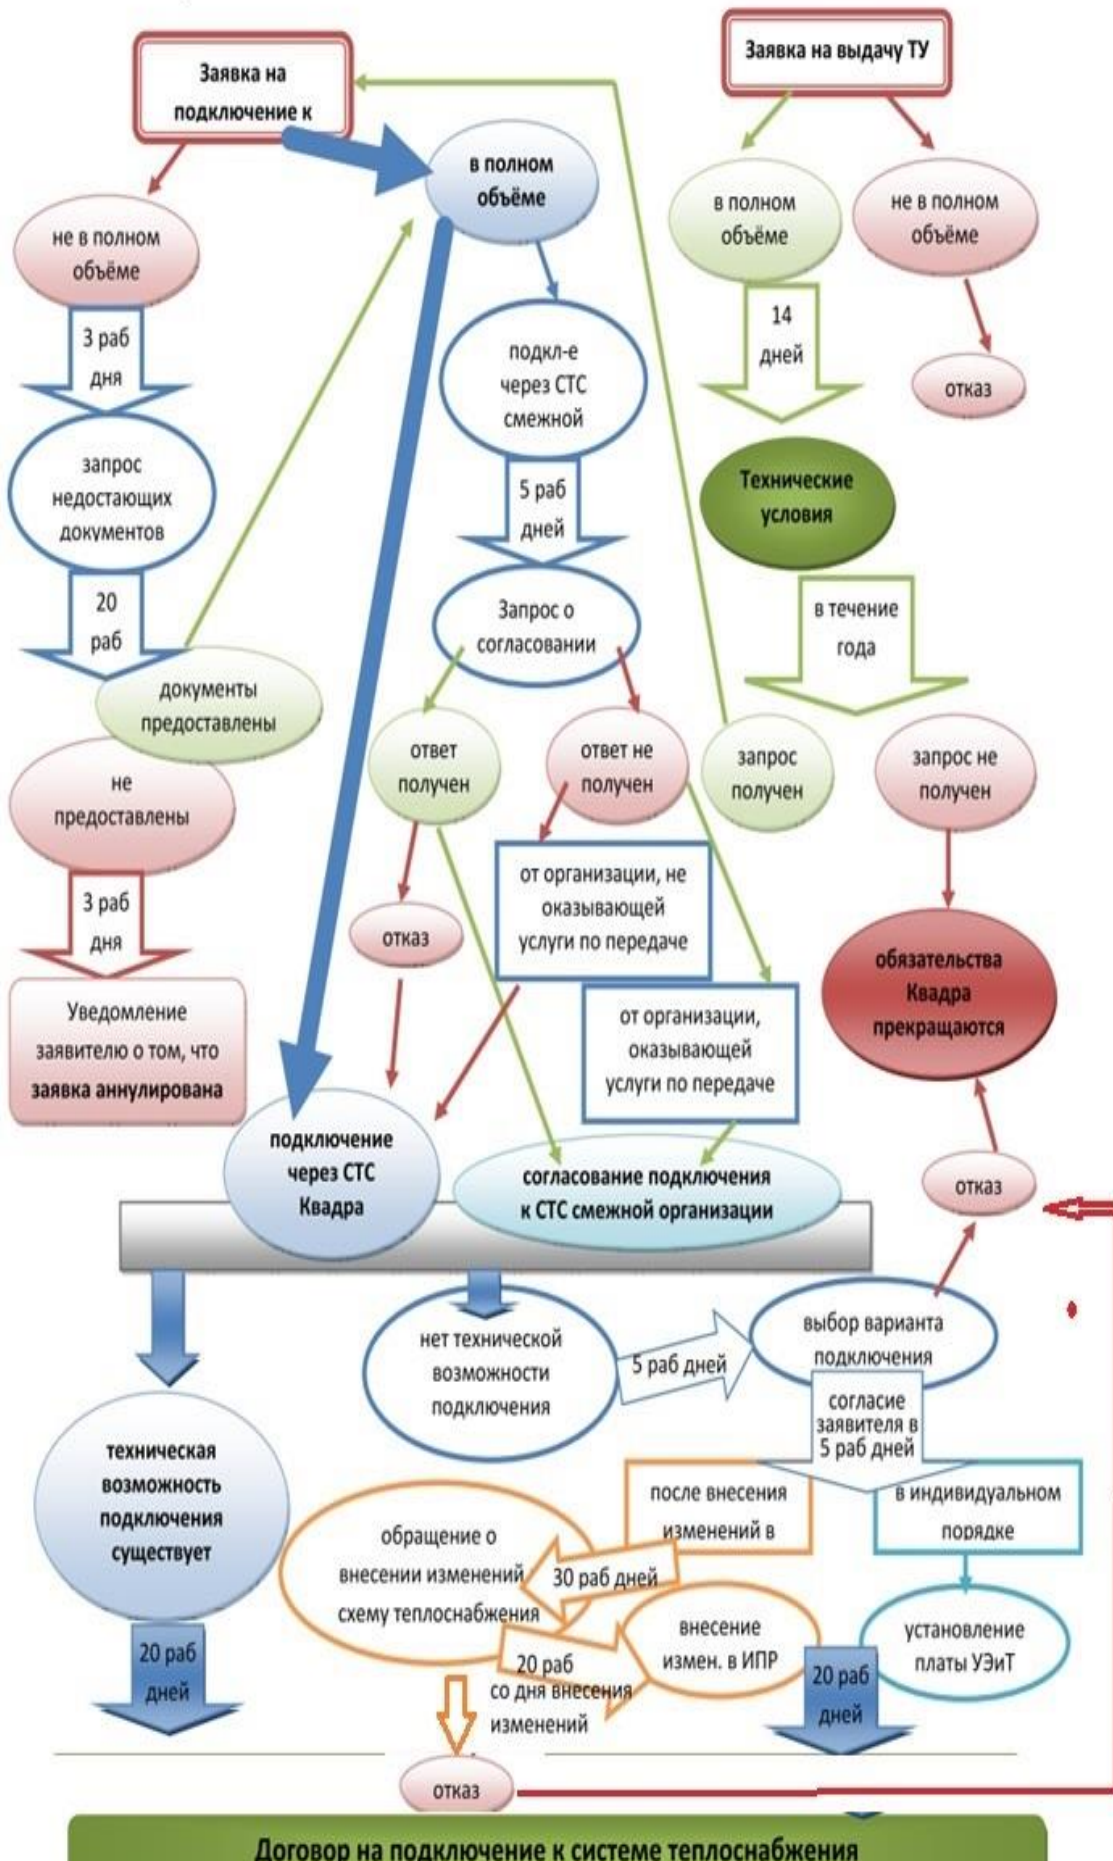 Заявка на
подключение к
Заявка на выдачу ТУ
в полном
объёме
не в полном
объёме
в полном
объёме
не в полном
объёме
3 раб
дня
подкл-е
через СТС
смежной
14
дней
отказ
запрос
недостающих
документов
5 раб
дней
Технические
условия
20
раб
Запрос о
согласовании
в течение
года
документы
предоставлены
не
предоставлены
ответ
получен
ответ не
получен
запрос
получен
запрос не
получен
3 раб
дня
отказ
от организации, не
оказывающей
услуги по передаче
обязательства
Квадра
прекращаются
Уведомление
заявителю о том, что
заявка аннулирована
от организации,
оказывающей
услуги по передаче
подключение
через СТС
Квадра
согласование подключения
к СТС смежной организации
отказ
нет технической
возможности
подключения
5 раб дней
выбор варианта
подключения
согласие
заявителя в
5 раб дней
техническая
возможность
подключения
существует
после внесения
изменений в
в индивидуальном
порядке
обращение о
внесении изменений
схему теплоснабжения
30 раб дней
внесение
измен. в ИПР
установление
платы УЭиТ
20 раб
дней
20 раб
со дня внесения
изменений
20 раб
дней
отказ
Договор на подключение к системе теплоснабжения